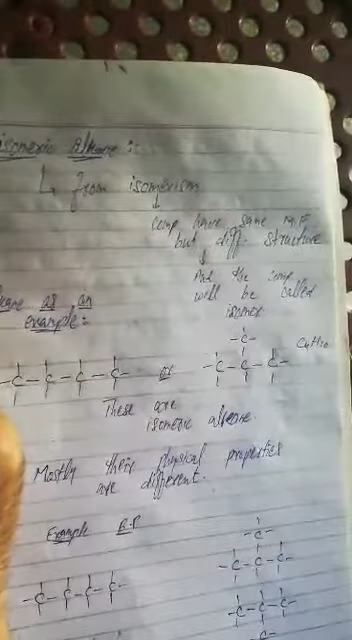 isomeric Alkane :
↳ from isomerism
comp have same M.F
but diff. structure
And the comp
will be called
isomer
as an
example:
-C-
-C-C-C-C- or -C-C-C- C4H10
These are
isomeric alkane.
Mostly their physical properties
are different.
Example B.P
-C-
-C-C-C-
-C-C-C-C-
-C-C-C-
-C-